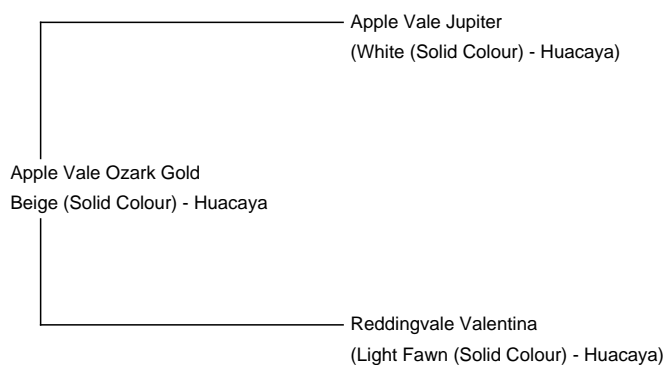 Apple Vale Jupiter
(White (Solid Colour) - Huacaya)
Apple Vale Ozark Gold
Beige (Solid Colour) - Huacaya
Reddingvale Valentina
(Light Fawn (Solid Colour) - Huacaya)